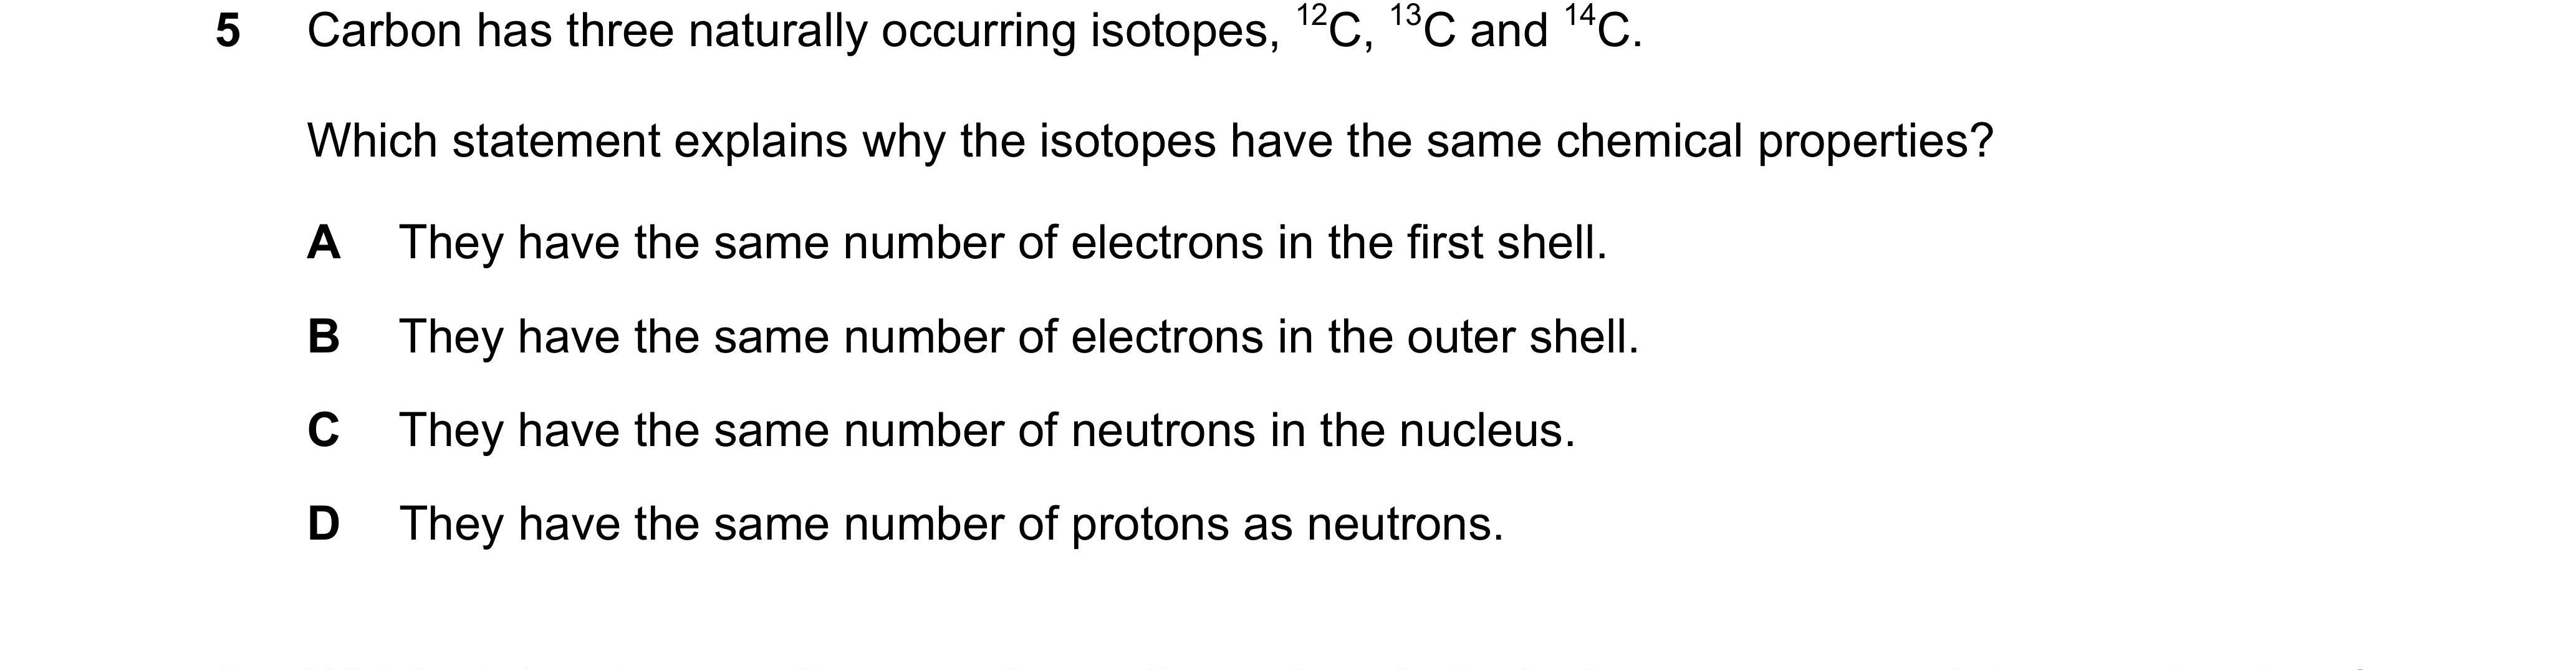 5 Carbon has three naturally occurring isotopes, ¹²C, ¹³C and ¹⁴C.
Which statement explains why the isotopes have the same chemical properties?
A They have the same number of electrons in the first shell.
B They have the same number of electrons in the outer shell.
C They have the same number of neutrons in the nucleus.
D They have the same number of protons as neutrons.